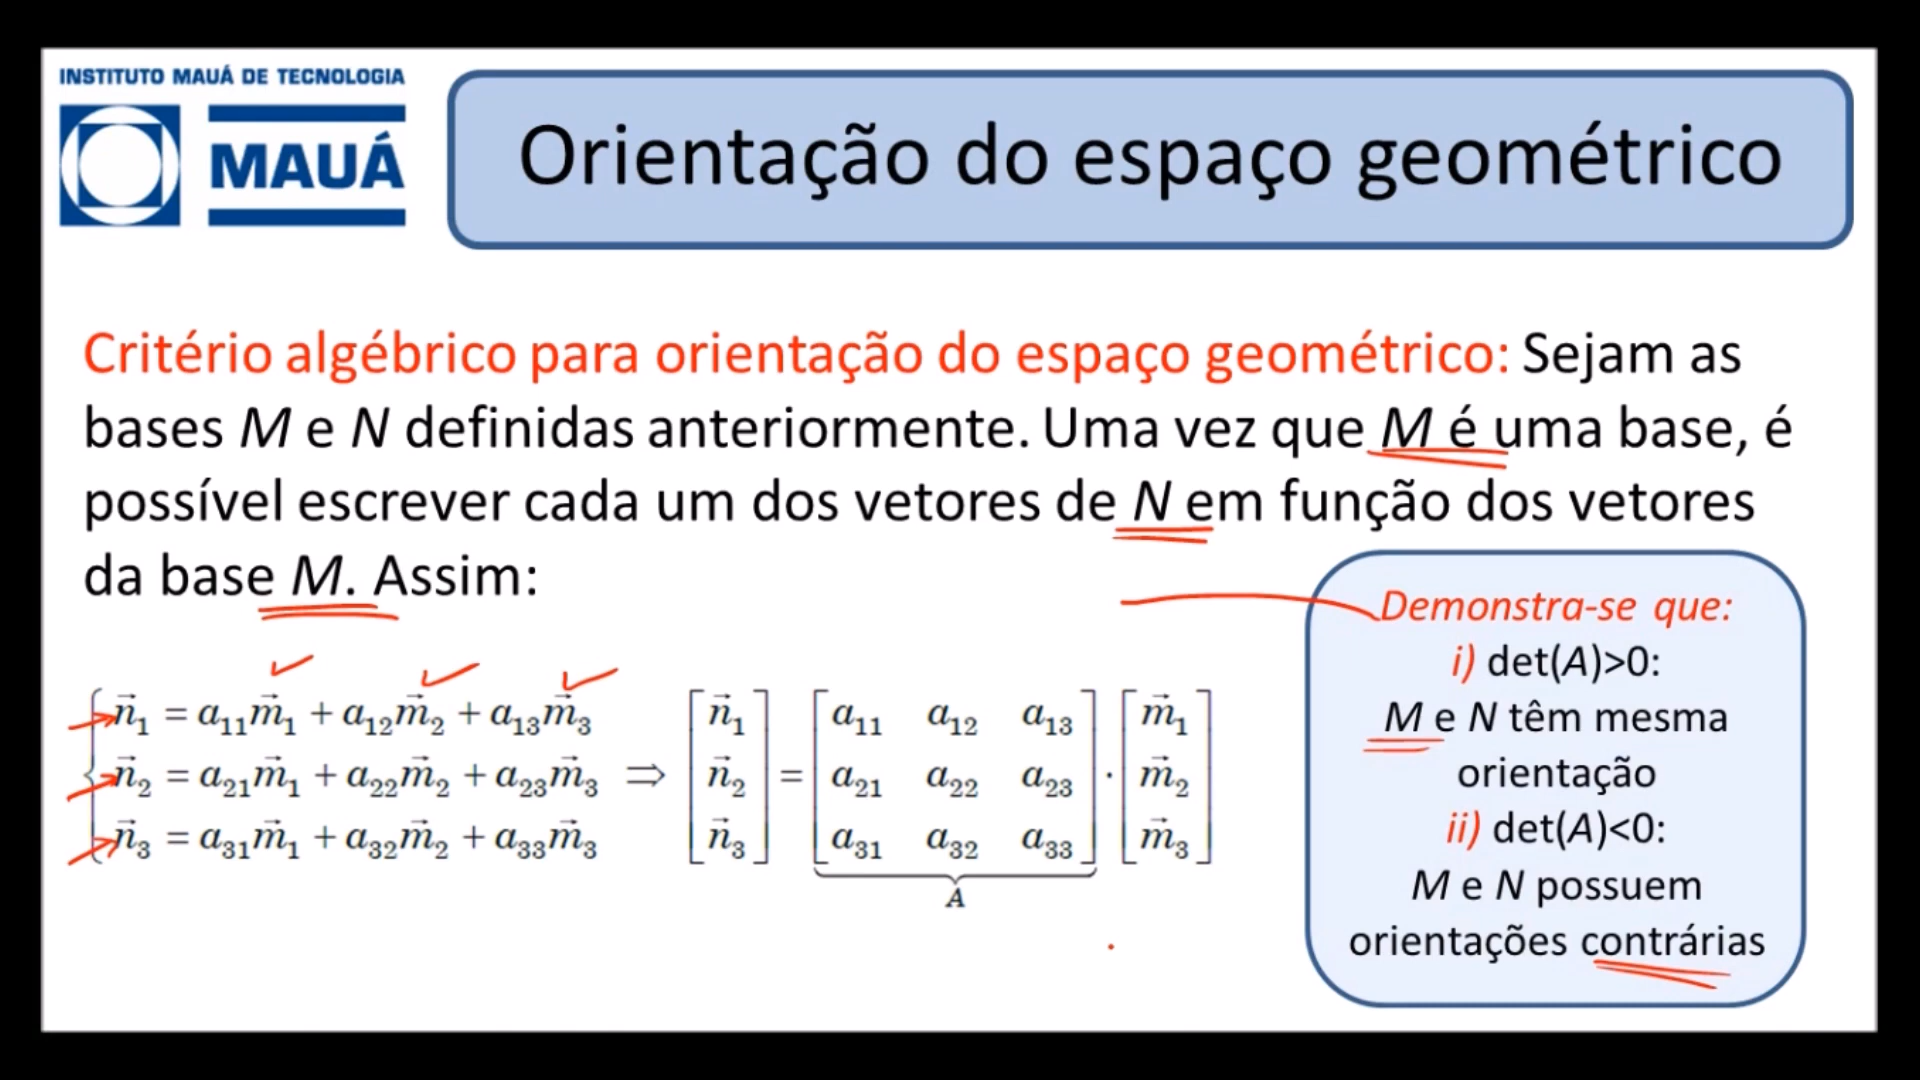 INSTITUTO MAUÁ DE TECNOLOGIA
MAUÁ
Orientação do espaço geométrico
Critério algébrico para orientação do espaço geométrico: Sejam as
bases M e N definidas anteriormente. Uma vez que M é uma base, é
possível escrever cada um dos vetores de N em função dos vetores
da base M. Assim:
n⃗₁ = a₁₁m⃗₁ + a₁₂m⃗₂ + a₁₃m⃗₃
n⃗₂ = a₂₁m⃗₁ + a₂₂m⃗₂ + a₂₃m⃗₃
n⃗₃ = a₃₁m⃗₁ + a₃₂m⃗₂ + a₃₃m⃗₃
⇒
[n⃗₁] = [a₁₁ a₁₂ a₁₃] · [m⃗₁]
[n⃗₂] = [a₂₁ a₂₂ a₂₃] · [m⃗₂]
[n⃗₃] = [a₃₁ a₃₂ a₃₃] · [m⃗₃]
A
Demonstra-se que:
i) det(A)>0:
M e N têm mesma
orientação
ii) det(A)<0:
M e N possuem
orientações contrárias